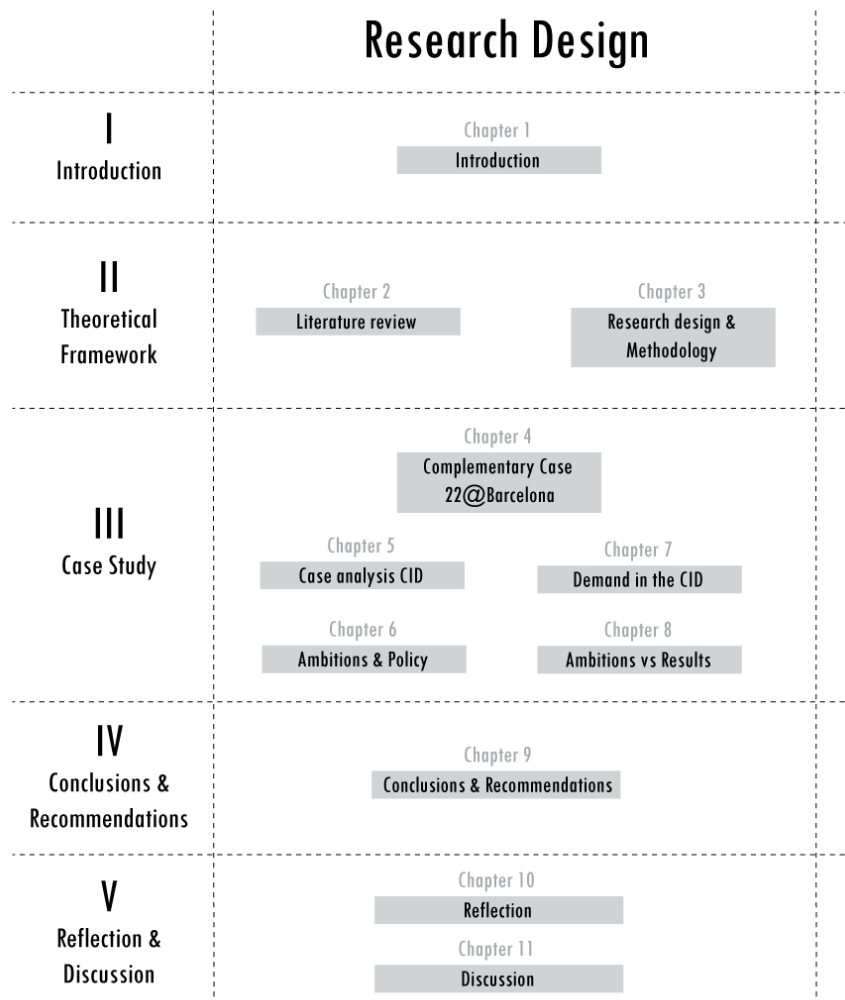 Research Design
I
Introduction
Chapter 1
Introduction
II
Theoretical
Framework
Chapter 2
Literature review
Chapter 3
Research design &
Methodology
III
Case Study
Chapter 4
Complementary Case
22@Barcelona
Chapter 5
Case analysis CID
Chapter 7
Demand in the CID
Chapter 6
Ambitions & Policy
Chapter 8
Ambitions vs Results
IV
Conclusions &
Recommendations
Chapter 9
Conclusions & Recommendations
V
Reflection &
Discussion
Chapter 10
Reflection
Chapter 11
Discussion